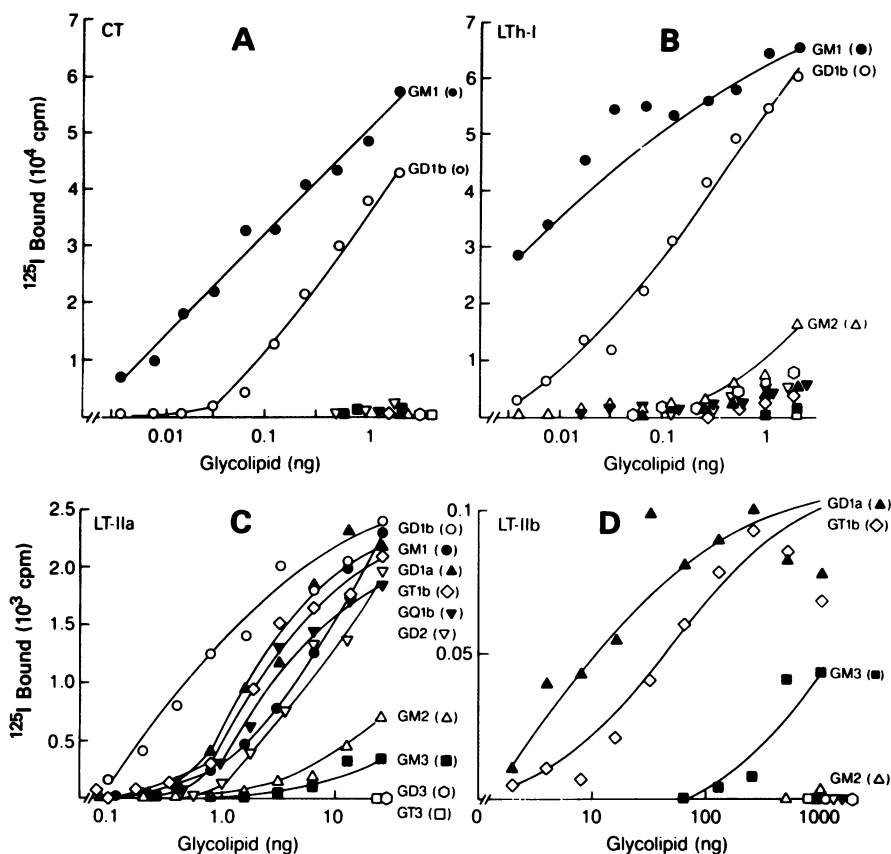 CT
A
7
6
5
4
3
2
1
¹²⁵I Bound (10⁴ cpm)
GM1 (●)
GD1b (o)
0.01
0.1
1
Glycolipid (ng)
LTh-I
B
7
6
5
4
3
2
1
GM1 (●)
GD1b (○)
GM2 (△)
0.01
0.1
1
Glycolipid (ng)
LT-IIa
C
2.5
2.0
1.5
1.0
0.5
¹²⁵I Bound (10³ cpm)
GD1b (○)
GM1 (●)
GD1a (▲)
GT1b (◇)
GQ1b (▼)
GD2 (▽)
GM2 (△)
GM3 (■)
GD3 (⬡)
GT3 (□)
0.1
1.0
10
Glycolipid (ng)
LT-IIb
D
0.1
0.05
GD1a (▲)
GT1b (◇)
GM3 (■)
GM2 (△)
0
10
100
1000
Glycolipid (ng)